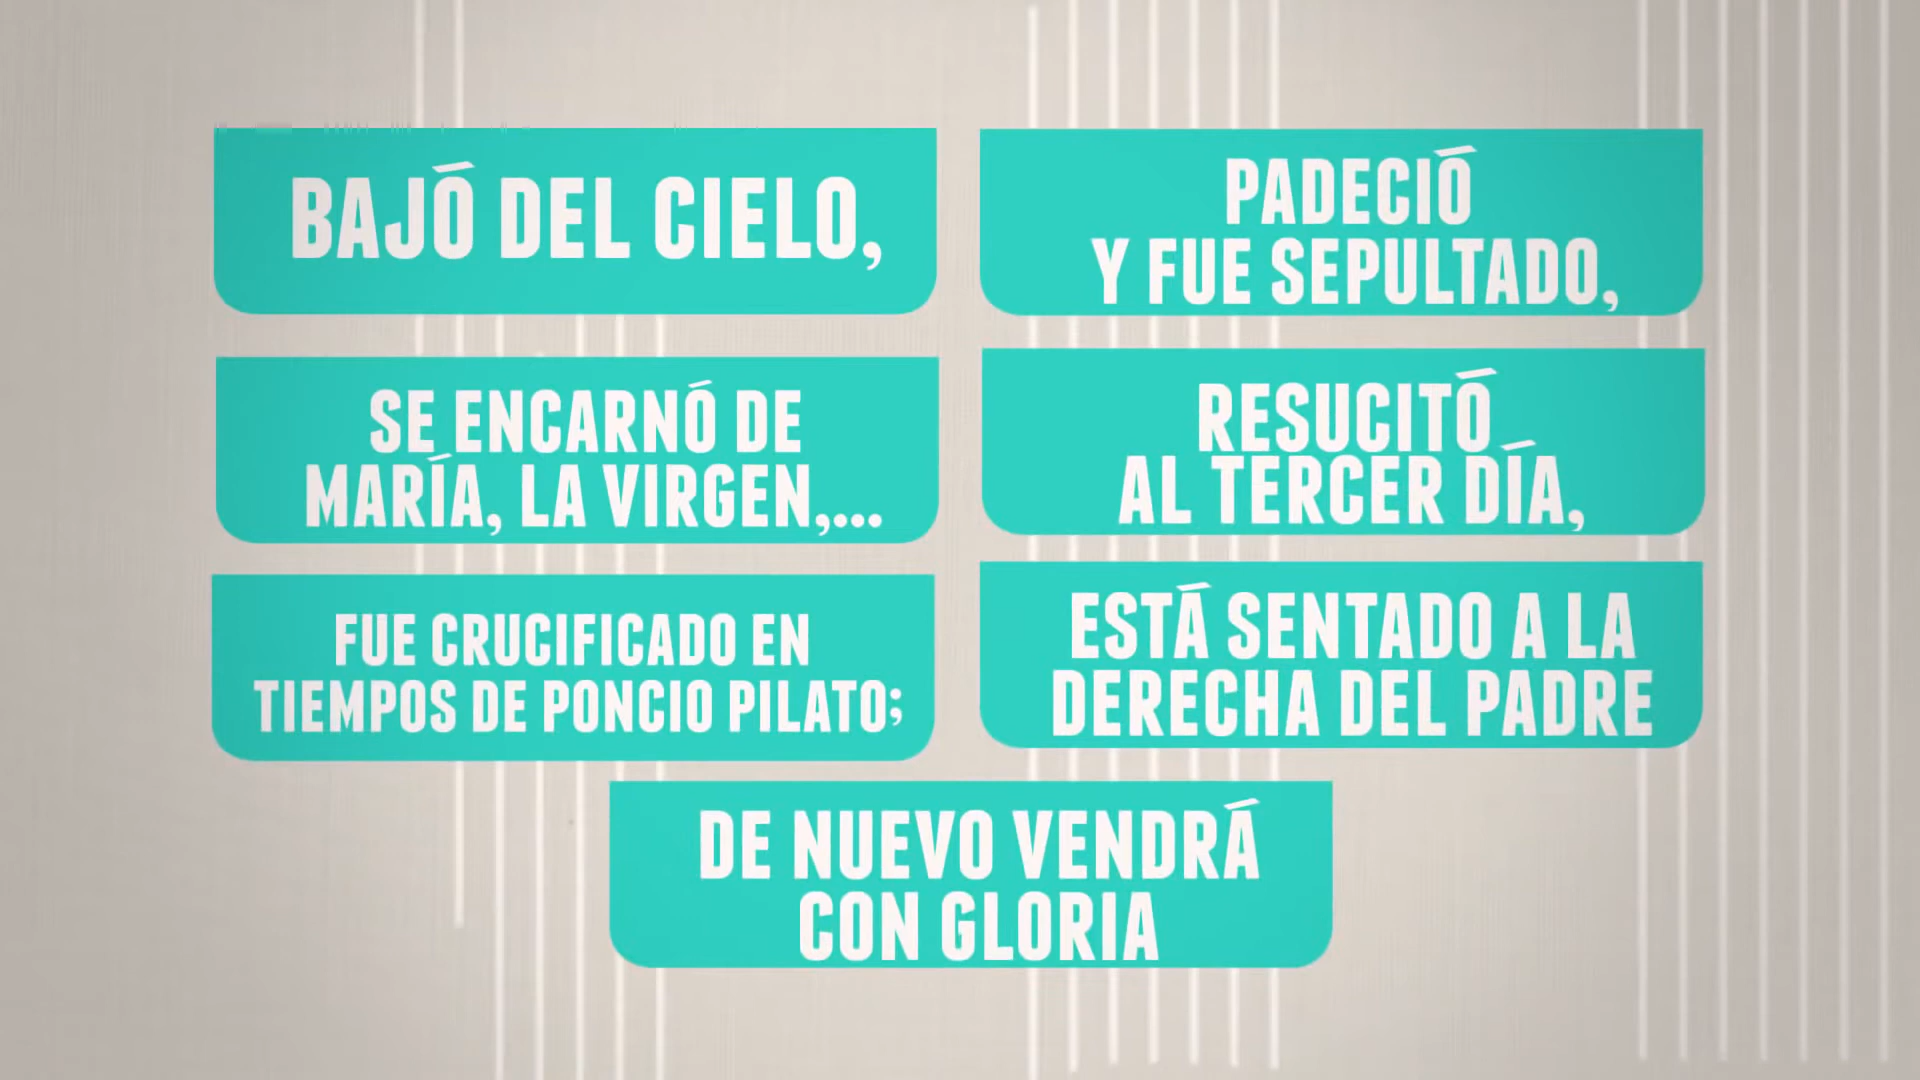 BAJÓ DEL CIELO,
SE ENCARNÓ DE
MARÍA, LA VIRGEN,...
FUE CRUCIFICADO EN
TIEMPOS DE PONCIO PILATO;
PADECIÓ
Y FUE SEPULTADO,
RESUCITÓ
AL TERCER DÍA,
ESTÁ SENTADO A LA
DERECHA DEL PADRE
DE NUEVO VENDRÁ
CON GLORIA